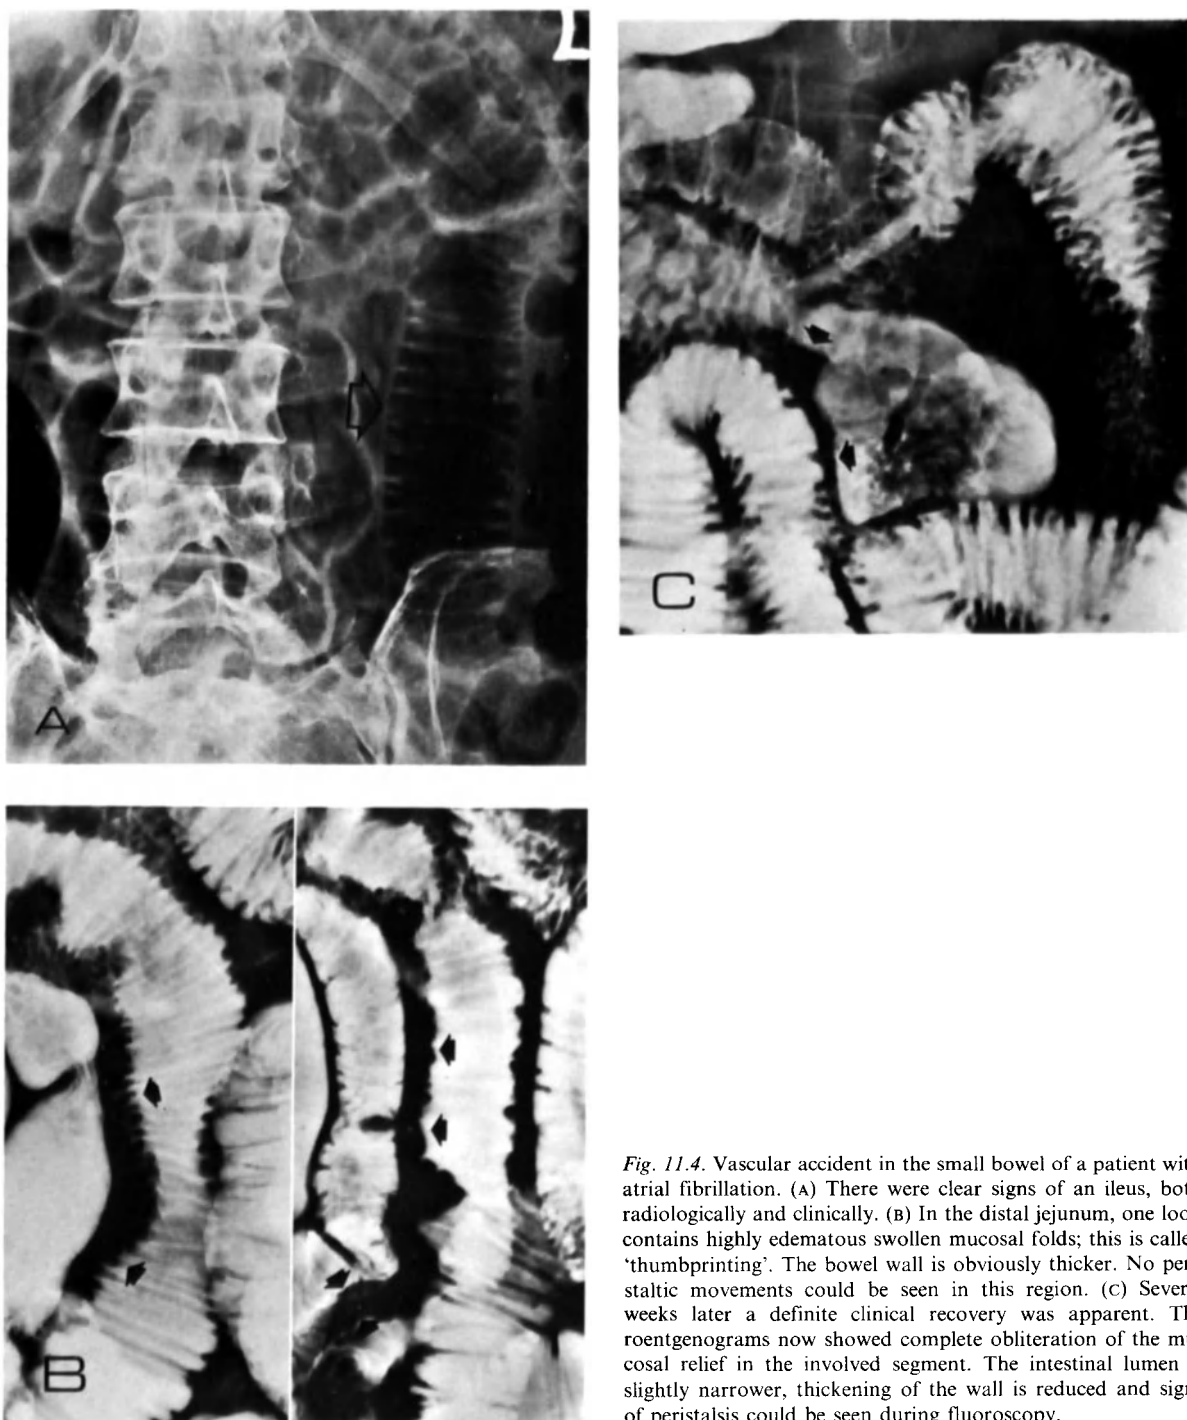 L
A
C
B
Fig. 11.4. Vascular accident in the small bowel of a patient wit
atrial fibrillation. (A) There were clear signs of an ileus, bot
radiologically and clinically. (B) In the distal jejunum, one loo
contains highly edematous swollen mucosal folds; this is calle
‘thumbprinting’. The bowel wall is obviously thicker. No per
staltic movements could be seen in this region. (C) Sever
weeks later a definite clinical recovery was apparent. Th
roentgenograms now showed complete obliteration of the m
cosal relief in the involved segment. The intestinal lumen
slightly narrower, thickening of the wall is reduced and sign
of peristalsis could be seen during fluoroscopy.